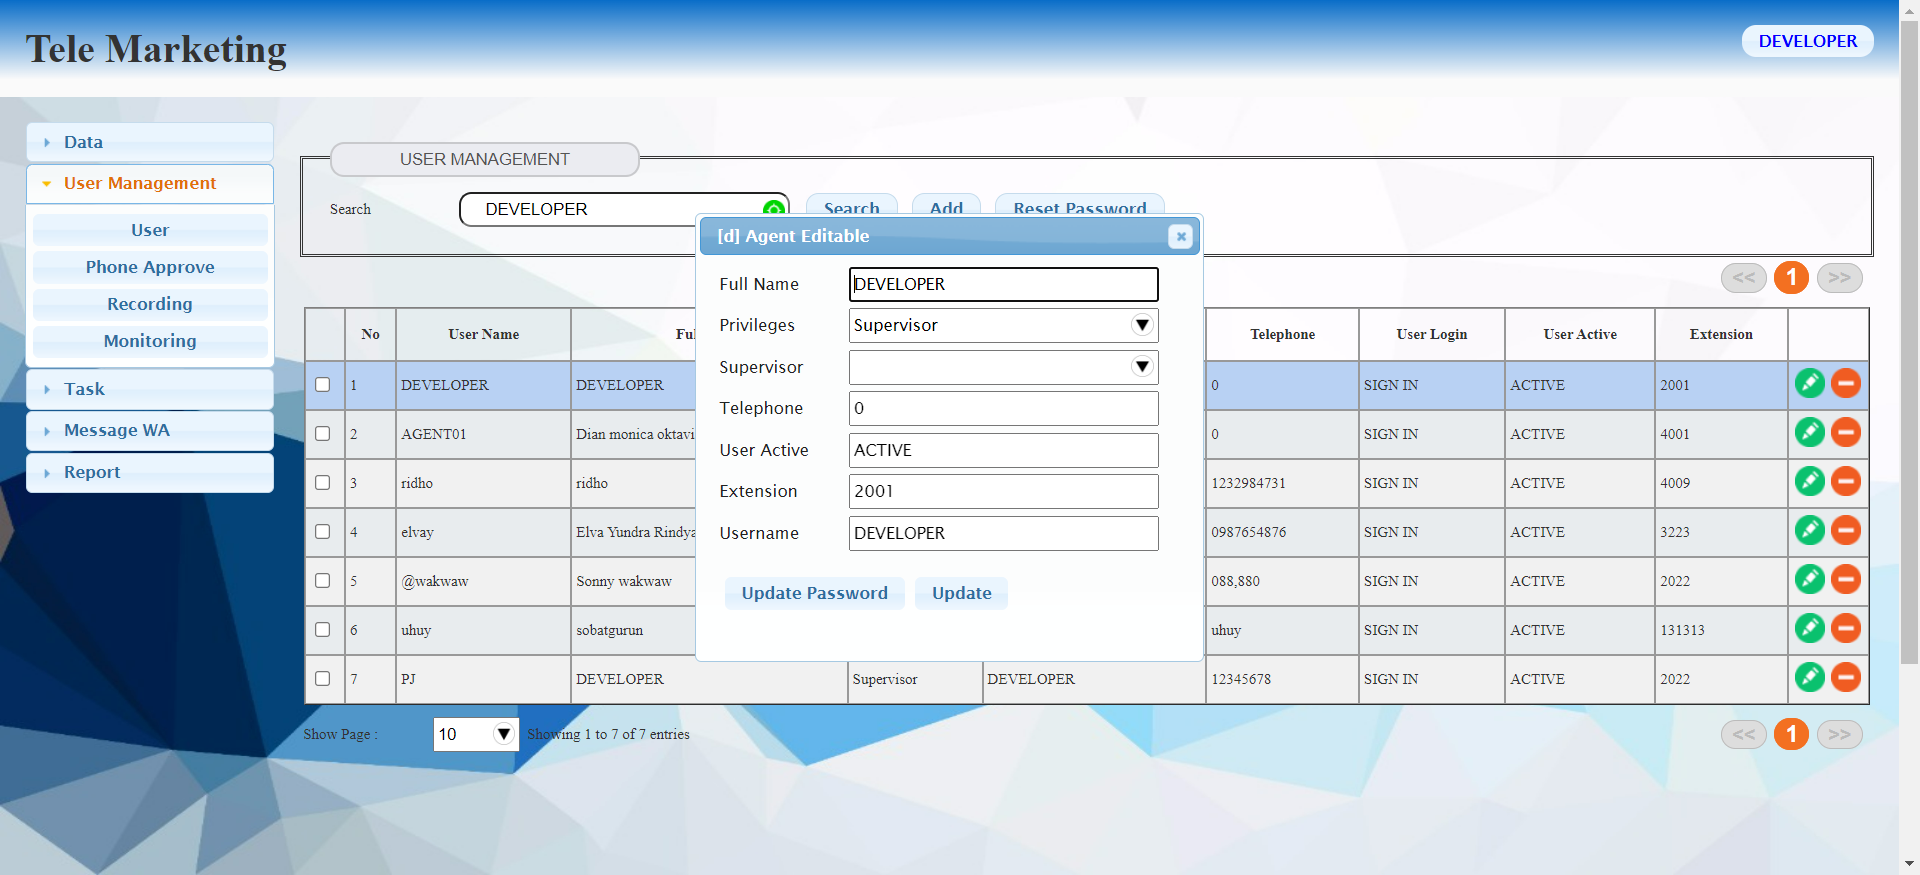 Tele Marketing
DEVELOPER
Data
User Management
User
Phone Approve
Recording
Monitoring
Task
Message WA
Report
USER MANAGEMENT
Search DEVELOPER Search Add Reset Password
[d] Agent Editable
Full Name DEVELOPER
Privileges Supervisor
Supervisor
Telephone 0
User Active ACTIVE
Extension 2001
Username DEVELOPER
Update Password Update
<< 1 >>
No User Name Ful Telephone User Login User Active Extension
1 DEVELOPER DEVELOPER 0 SIGN IN ACTIVE 2001
2 AGENT01 Dian monica oktavi 0 SIGN IN ACTIVE 4001
3 ridho ridho 1232984731 SIGN IN ACTIVE 4009
4 elvay Elva Yundra Rindya 0987654876 SIGN IN ACTIVE 3223
5 @wakwaw Sonny wakwaw 088,880 SIGN IN ACTIVE 2022
6 uhuy sobatgurun uhuy SIGN IN ACTIVE 131313
7 PJ DEVELOPER Supervisor DEVELOPER 12345678 SIGN IN ACTIVE 2022
Show Page : 10 Showing 1 to 7 of 7 entries
<< 1 >>